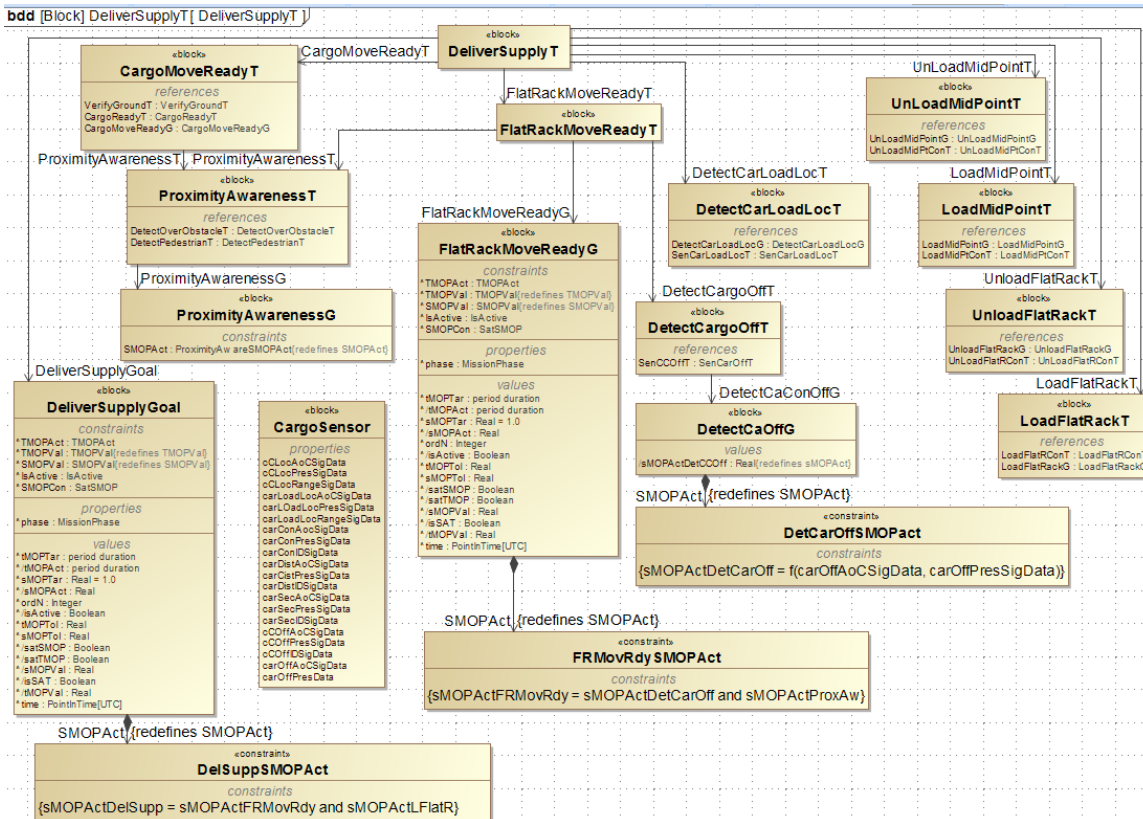 bdd [Block] DeliverSupplyT [ DeliverSupplyT ]
«block»
DeliverSupplyT
CargoMoveReadyT
«block»
CargoMoveReadyT
references
VerifyGroundT : VerifyGroundT
CargoReadyT : CargoReadyT
CargoMoveReadyG : CargoMoveReadyG
FlatRackMoveReadyT
«block»
FlatRackMoveReadyT
UnLoadMidPointT
«block»
UnLoadMidPointT
references
UnLoadMidPointG : UnLoadMidPointG
UnLoadMidPtConT : UnLoadMidPtConT
ProximityAwarenessT
ProximityAwarenessT
«block»
ProximityAwarenessT
references
DetectOverObstacleT : DetectOverObstacleT
DetectPedestrianT : DetectPedestrianT
DetectCarLoadLocT
«block»
DetectCarLoadLocT
references
DetectCarLoadLocG : DetectCarLoadLocG
SenCarLoadLocT : SenCarLoadLocT
LoadMidPointT
«block»
LoadMidPointT
references
LoadMidPointG : LoadMidPointG
LoadMidPtConT : LoadMidPtConT
ProximityAwarenessG
«block»
ProximityAwarenessG
constraints
SMOPAct : ProximityAwareSMOPAct{redefines SMOPAct}
FlatRackMoveReadyG
«block»
FlatRackMoveReadyG
constraints
^TMOPAct : TMOPAct
^TMOPVal : TMOPVal{redefines TMOPVal}
^SMOPVal : SMOPVal{redefines SMOPVal}
^IsActive : IsActive
^SMOPCon : SatSMOP
properties
^phase : MissionPhase
values
^tMOPTar : period duration
^/tMOPAct : period duration
^sMOPTar : Real = 1.0
^/sMOPAct : Real
^ordN : Integer
^/isActive : Boolean
^tMOPTol : Real
^sMOPTol : Real
^/satSMOP : Boolean
^/satTMOP : Boolean
^/sMOPVal : Real
^/isSAT : Boolean
^/tMOPVal : Real
^time : PointInTime[UTC]
DetectCargoOffT
«block»
DetectCargoOffT
references
SenCCOffT : SenCarOffT
UnloadFlatRackT
«block»
UnloadFlatRackT
references
UnloadFlatRackG : UnloadFlatRackG
UnLoadFlatRConT : UnLoadFlatRConT
DetectCaConOffG
«block»
DetectCaOffG
values
/sMOPActDetCCOff : Real{redefines sMOPAct}
LoadFlatRackT
«block»
LoadFlatRackT
references
LoadFlatRConT : LoadFlatRConT
LoadFlatRackG : LoadFlatRackG
DeliverSupplyGoal
«block»
DeliverSupplyGoal
constraints
^TMOPAct : TMOPAct
^TMOPVal : TMOPVal{redefines TMOPVal}
^SMOPVal : SMOPVal{redefines SMOPVal}
^IsActive : IsActive
^SMOPCon : SatSMOP
properties
^phase : MissionPhase
values
^tMOPTar : period duration
^/tMOPAct : period duration
^sMOPTar : Real = 1.0
^/sMOPAct : Real
^ordN : Integer
^/isActive : Boolean
^tMOPTol : Real
^sMOPTol : Real
^/satSMOP : Boolean
^/satTMOP : Boolean
^/sMOPVal : Real
^/isSAT : Boolean
^/tMOPVal : Real
^time : PointInTime[UTC]
«block»
CargoSensor
properties
cCLocAoCSigData
cCLocPresSigData
cCLocRangeSigData
carLoadLocAoCSigData
carLOadLocPresSigData
carLoadLocRangeSigData
carConAocSigData
carConPresSigData
carConIDSigData
carDistAoCSigData
carCistPresSigData
carDistIDSigData
carSecAoCSigData
carSecPresSigData
carSecIDSigData
cCOffAoCSigData
cCOffPresSigData
cCOffIDSigData
carOffAoCSigData
carOffPresData
SMOPAct {redefines SMOPAct}
«constraint»
DetCarOffSMOPact
constraints
{sMOPActDetCarOff = f(carOffAoCSigData, carOffPresSigData)}
SMOPAct {redefines SMOPAct}
«constraint»
FRMovRdySMOPAct
constraints
{sMOPActFRMovRdy = sMOPActDetCarOff and sMOPActProxAw}
SMOPAct {redefines SMOPAct}
«constraint»
DelSuppSMOPAct
constraints
{sMOPActDelSupp = sMOPActFRMovRdy and sMOPActLFlatR}